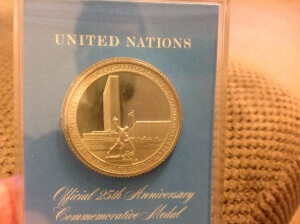 UNITED NATIONS
Official 25th Anniversary
Commemorative Medal